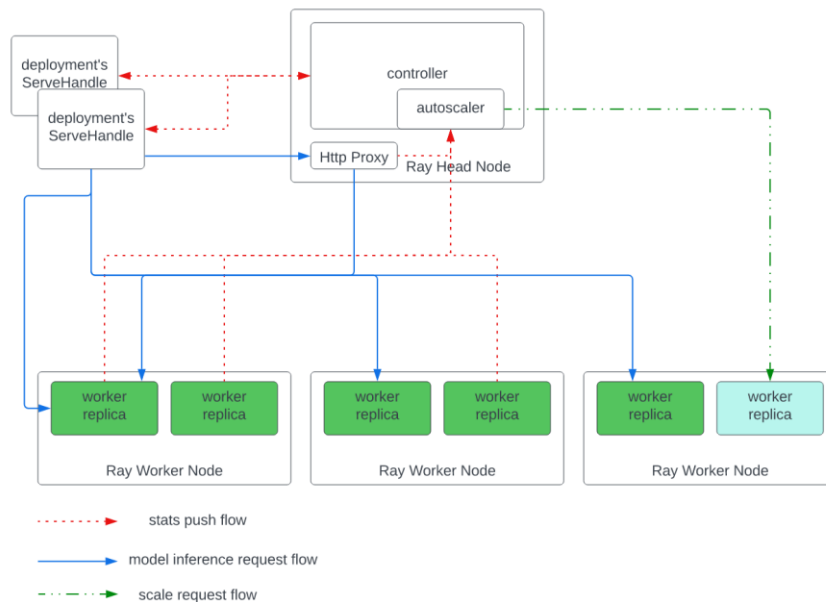 deployment's
ServeHandle
deployment's
ServeHandle
controller
autoscaler
Http Proxy
Ray Head Node
worker
replica
worker
replica
worker
replica
worker
replica
worker
replica
worker
replica
Ray Worker Node
Ray Worker Node
Ray Worker Node
stats push flow
model inference request flow
scale request flow